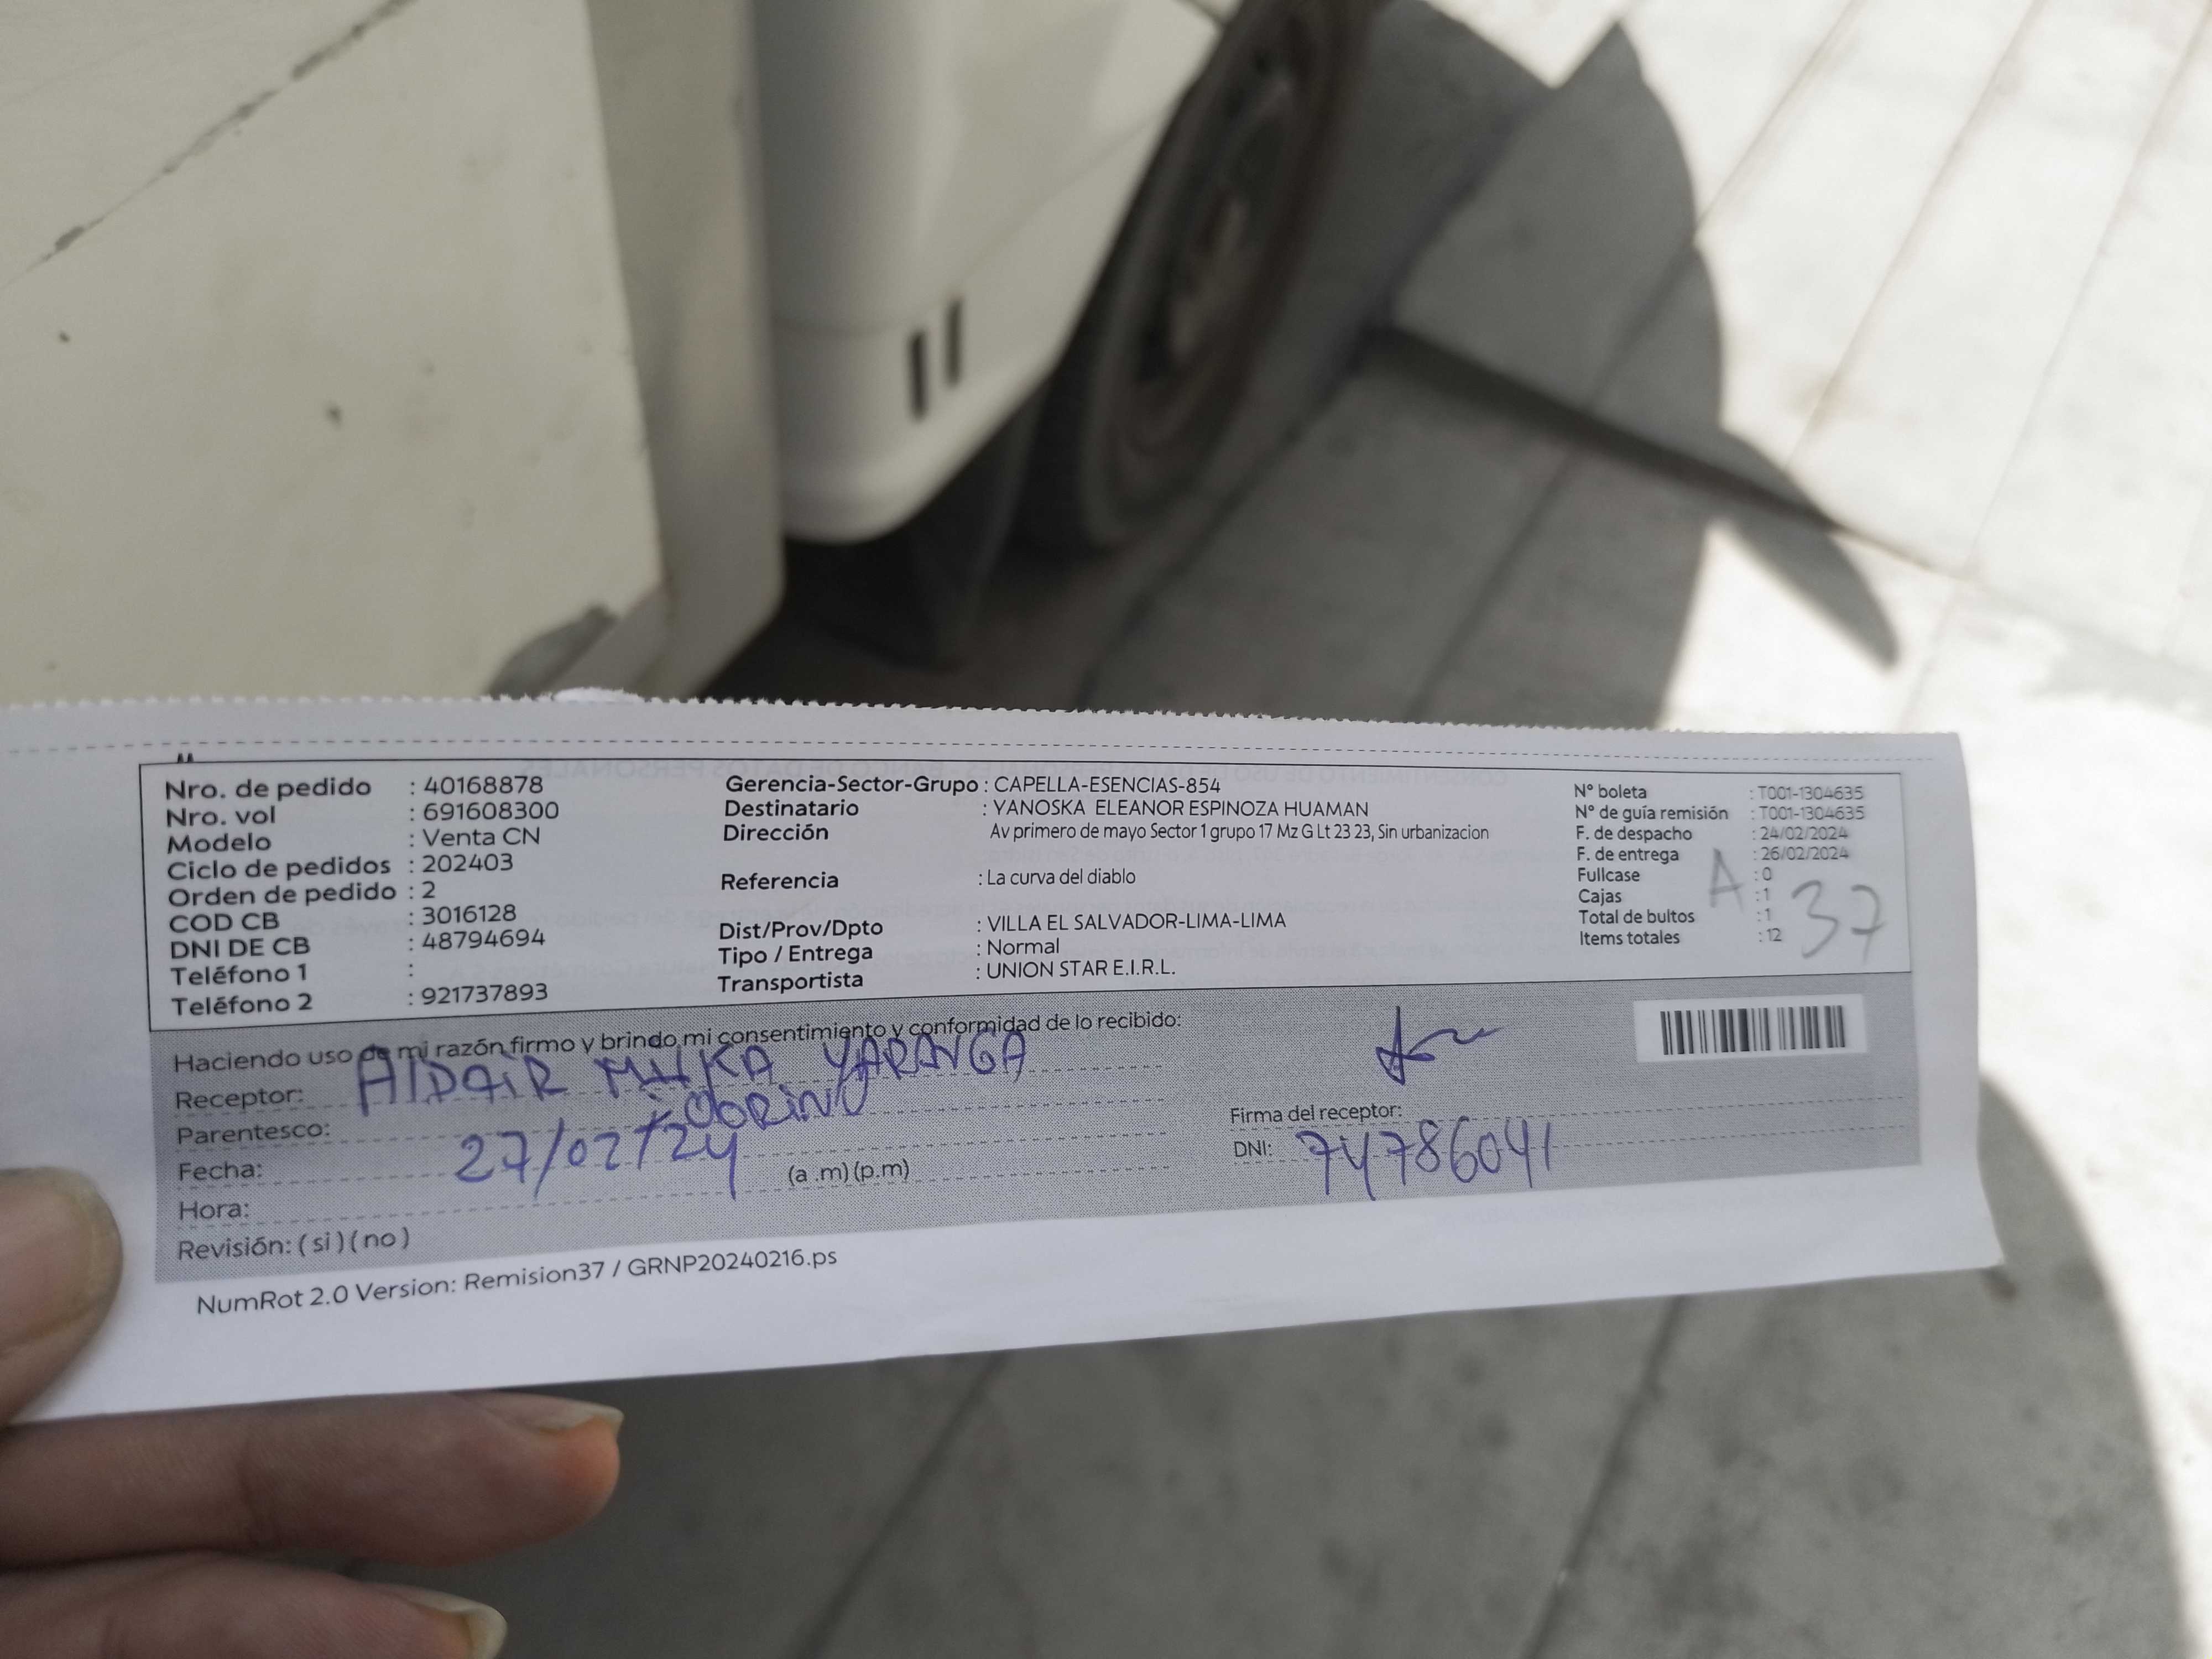 Nro. de pedido : 40168878
Nro. vol : 691608300
Modelo : Venta CN
Ciclo de pedidos : 202403
Orden de pedido : 2
COD CB : 3016128
DNI DE CB : 48794694
Teléfono 1 :
Teléfono 2 : 921737893
Gerencia-Sector-Grupo : CAPELLA-ESENCIAS-854
Destinatario : YANOSKA ELEANOR ESPINOZA HUAMAN
Dirección Av primero de mayo Sector 1 grupo 17 Mz G Lt 23 23, Sin urbanizacion
Referencia : La curva del diablo
Dist/Prov/Dpto : VILLA EL SALVADOR-LIMA-LIMA
Tipo / Entrega : Normal
Transportista : UNION STAR E.I.R.L.
N° boleta : T001-1304635
N° de guía remisión : T001-1304635
F. de despacho : 24/02/2024
F. de entrega : 26/02/2024
Fullcase : 0
Cajas : 1
Total de bultos : 1
Items totales : 12
A 37
Haciendo uso de mi razón firmo y brindo mi consentimiento y conformidad de lo recibido:
Receptor: AIDAIR YARANGA
Parentesco: SOBRINO
Fecha: 27/02/24
Hora: (a .m) (p.m)
Revisión: ( si ) ( no )
Firma del receptor:
DNI: 74786041
NumRot 2.0 Version: Remision37 / GRNP20240216.ps